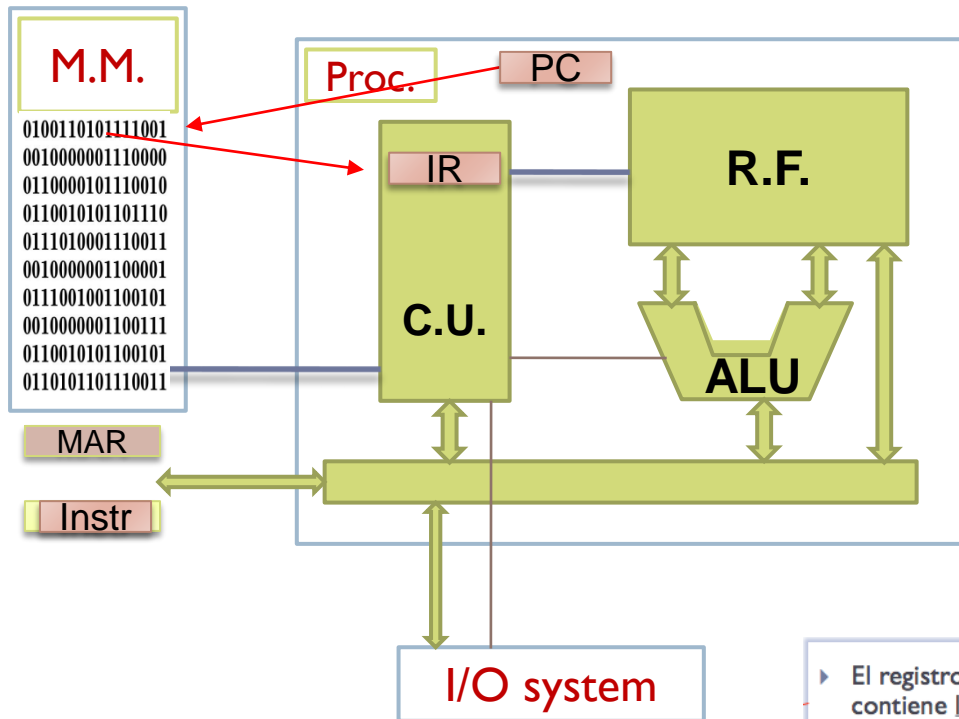 M.M.
0100110101111001
0010000001110000
0110000101110010
0110010101101110
0111010001110011
0010000001100001
0111001001100101
0010000001100111
0110010101100101
0110101101110011
MAR
Instr
Proc.
PC
IR
C.U.
R.F.
ALU
I/O system
El registro
contiene